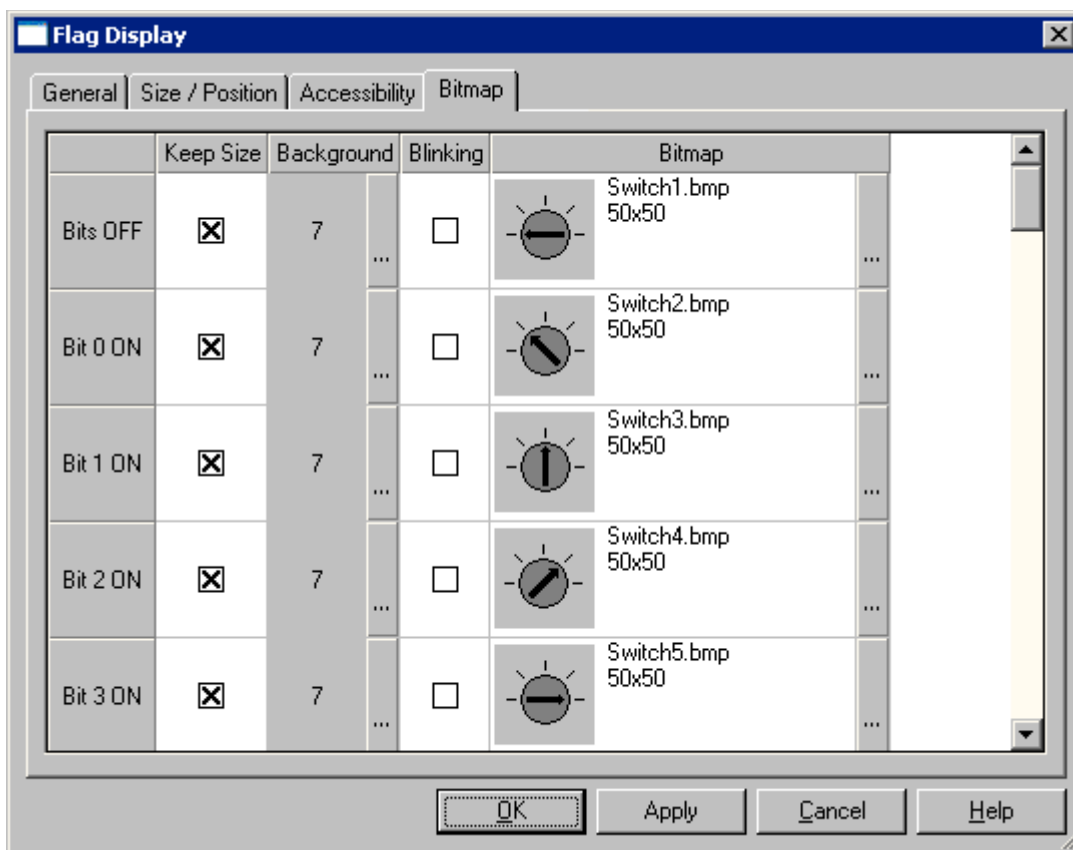 Flag Display
General Size / Position Accessibility Bitmap
Keep Size Background Blinking Bitmap
Bits OFF 7 ... Switch1.bmp
50x50 ...
Bit 0 ON 7 ... Switch2.bmp
50x50 ...
Bit 1 ON 7 ... Switch3.bmp
50x50 ...
Bit 2 ON 7 ... Switch4.bmp
50x50 ...
Bit 3 ON 7 ... Switch5.bmp
50x50 ...
OK Apply Cancel Help